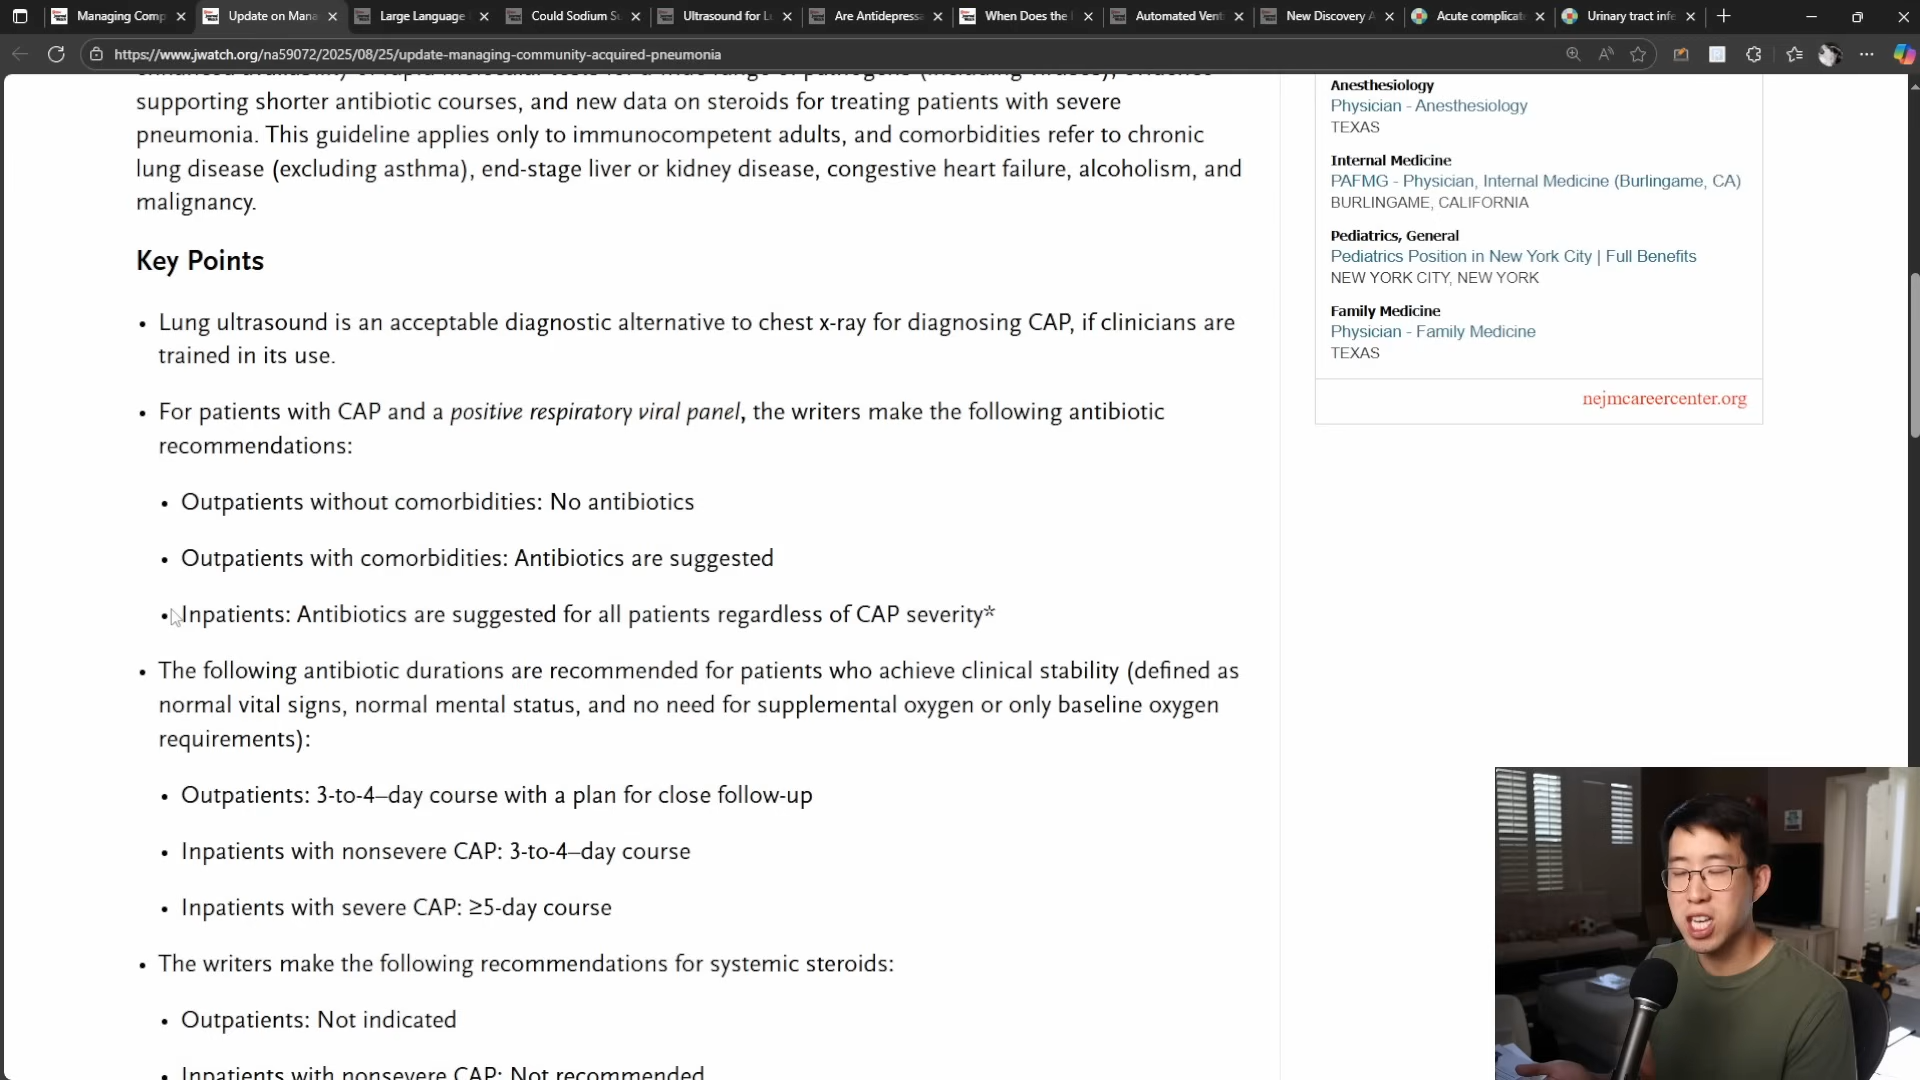 Managing Comp
Update on Mana
Large Language
Could Sodium S
Ultrasound for L
Are Antidepress
When Does the
Automated Vent
New Discovery A
Acute complicat
Urinary tract infe
https://www.jwatch.org/na59072/2025/08/25/update-managing-community-acquired-pneumonia
supporting shorter antibiotic courses, and new data on steroids for treating patients with severe
pneumonia. This guideline applies only to immunocompetent adults, and comorbidities refer to chronic
lung disease (excluding asthma), end-stage liver or kidney disease, congestive heart failure, alcoholism, and
malignancy.
Key Points
• Lung ultrasound is an acceptable diagnostic alternative to chest x-ray for diagnosing CAP, if clinicians are
trained in its use.
• For patients with CAP and a positive respiratory viral panel, the writers make the following antibiotic
recommendations:
• Outpatients without comorbidities: No antibiotics
• Outpatients with comorbidities: Antibiotics are suggested
• Inpatients: Antibiotics are suggested for all patients regardless of CAP severity*
• The following antibiotic durations are recommended for patients who achieve clinical stability (defined as
normal vital signs, normal mental status, and no need for supplemental oxygen or only baseline oxygen
requirements):
• Outpatients: 3-to-4–day course with a plan for close follow-up
• Inpatients with nonsevere CAP: 3-to-4–day course
• Inpatients with severe CAP: ≥5-day course
• The writers make the following recommendations for systemic steroids:
• Outpatients: Not indicated
• Inpatients with nonsevere CAP: Not recommended
Anesthesiology
Physician - Anesthesiology
TEXAS
Internal Medicine
PAFMG - Physician, Internal Medicine (Burlingame, CA)
BURLINGAME, CALIFORNIA
Pediatrics, General
Pediatrics Position in New York City | Full Benefits
NEW YORK CITY, NEW YORK
Family Medicine
Physician - Family Medicine
TEXAS
nejmcareercenter.org